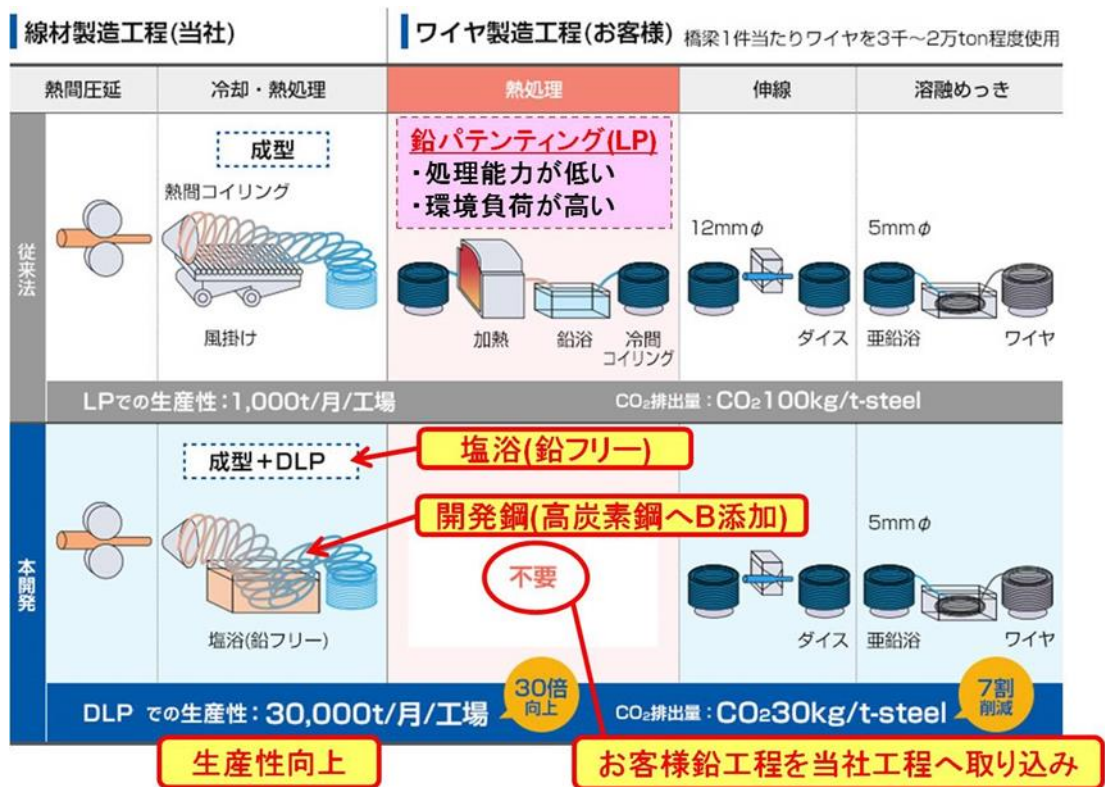 線材製造工程(当社)
ワイヤ製造工程(お客様) 橋梁1件当たりワイヤを3千～2万ton程度使用
熱間圧延
冷却・熱処理
熱処理
伸線
溶融めっき
従来法
成型
熱間コイリング
風掛け
鉛パテンティング(LP)
・処理能力が低い
・環境負荷が高い
加熱
鉛浴
冷間
コイリング
12mmφ
ダイス
5mmφ
亜鉛浴
ワイヤ
LPでの生産性：1,000t/月/工場
CO₂排出量：CO₂100kg/t-steel
本開発
成型＋DLP
塩浴(鉛フリー)
開発鋼(高炭素鋼へB添加)
塩浴(鉛フリー)
不要
ダイス
5mmφ
亜鉛浴
ワイヤ
DLP での生産性：30,000t/月/工場
30倍
向上
CO₂排出量：CO₂30kg/t-steel
7割
削減
生産性向上
お客様鉛工程を当社工程へ取り込み